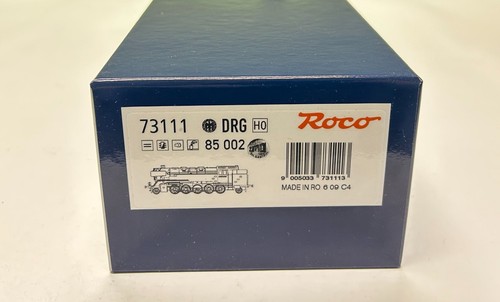 73111 DRG H0 Roco
85 002
9 005033 731113
MADE IN RO 6 09 C4